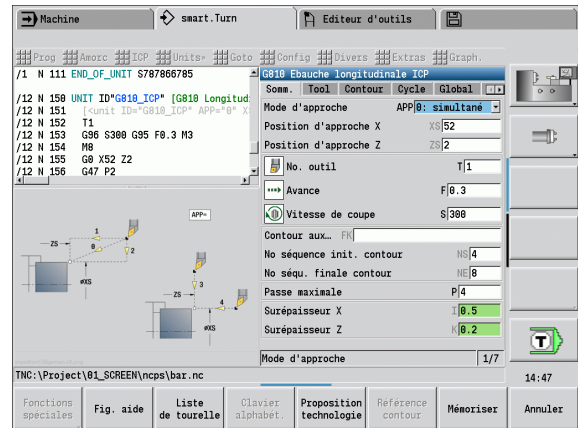 Machine
smart.Turn
Editeur d'outils
Prog
Amorc
ICP
Units»
Goto
Config
Divers
Extras
Graph.
/1 N 111 END_OF_UNIT S787866785
/12 N 150 UNIT ID"G810_ICP" [G810 Longitud:
/12 N 151 [<unit ID="G810_ICP" APP="0" X
/12 N 152 T1
/12 N 153 G96 S300 G95 F0.3 M3
/12 N 154 M8
/12 N 155 G0 X52 Z2
/12 N 156 G47 P2
G810 Ebauche longitudinale ICP
Somm.
Tool
Contour
Cycle
Global
Mode d'approche APP 0: simultané
Position d'approche X XS 52
Position d'approche Z ZS 2
No. outil T 1
Avance F 0.3
Vitesse de coupe S 300
Contour aux… FK
No séquence init. contour NS 4
No séqu. finale contour NE 8
Passe maximale P 4
Surépaisseur X I 0.5
Surépaisseur Z K 0.2
Mode d'approche 1/7
APP=
1
ZS
0
2
øXS
3
ZS
4
øXS
T
TNC:\Project\01_SCREEN\ncps\bar.nc
14:47
Fonctions spéciales
Fig. aide
Liste de tourelle
Clavier alphabét.
Proposition technologie
Référence contour
Mémoriser
Annuler